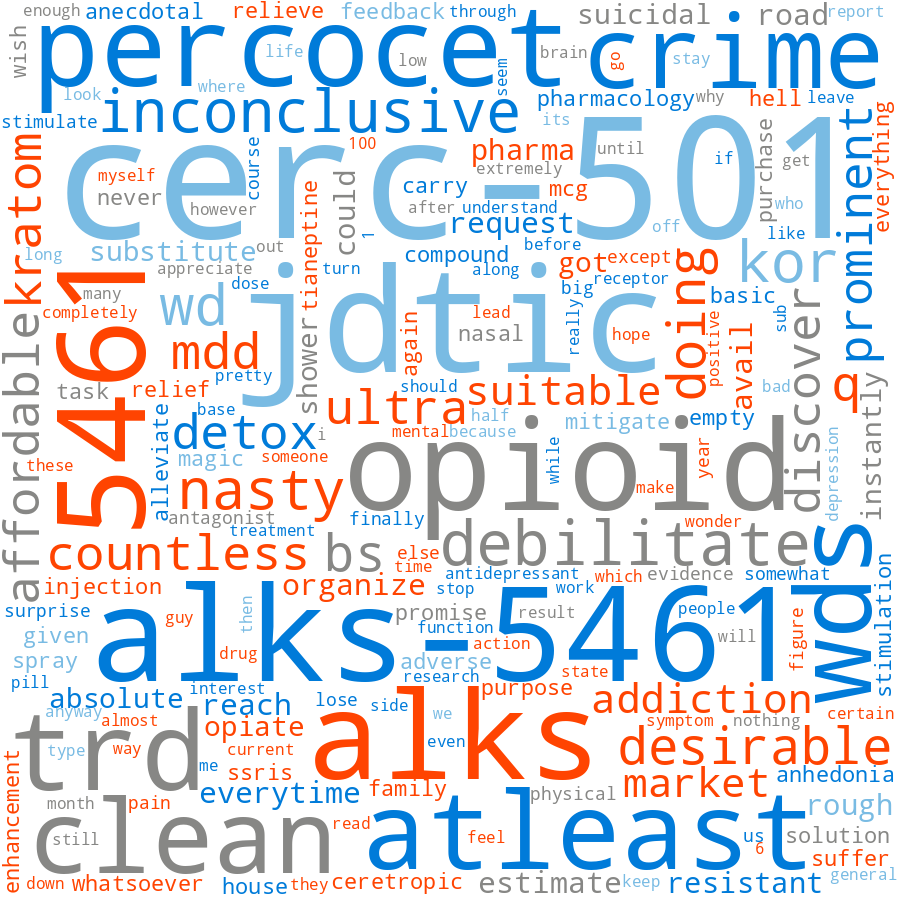 enough anecdotal relieve feedback through suicidal road report
wish percocet crime
life low brain go stay
look where seem
stimulate inconclusive pharmacology why hell leave
its
kratom myself 100 cerc-501 pharma until if purchase get prominent everything
never course carry mcg extremely who
however could after understand request off like
long substitute out compound before kor
appreciate tianeptine turn 1 along got except doing
many wd dose jdtic big receptor basic discover
completely affordable 5461 shower again lead nasal really hope positive avail sub
mdd pretty
task relief should suitable q instantly
base ultra half mitigate empty bad
alleviate detox i mental because
these magic someone opioid while year depression
nasty make
antagonist finally wonder
countless treatment bs else debilitate wds
time antidepressant which evidence somewhat
injection organize stop work
surprise alks-5461 promise result people stimulation
given guy then function action will figure
spray drug adverse
pill research state
absolute interest reach lose side we purpose addiction certain
anyway almost opiate alks symptom nothing
trd type way current even desirable
me ssris market anhedonia
enhancement month pain everytime family physical rough
clean still read atleast us solution
feel 6 suffer
down whatsoever house they ceretropic estimate keep resistant general